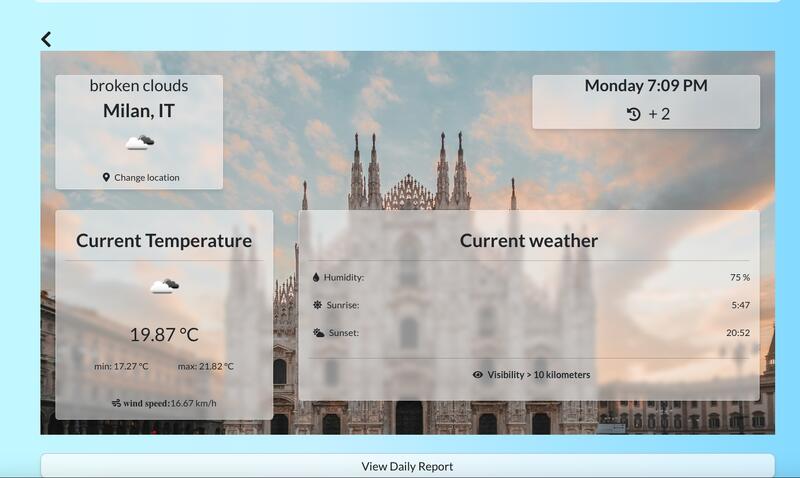 broken clouds
Milan, IT
Change location
Monday 7:09 PM
+ 2
Current Temperature
19.87 °C
min: 17.27 °C max: 21.82 °C
wind speed:16.67 km/h
Current weather
Humidity: 75 %
Sunrise: 5:47
Sunset: 20:52
Visibility > 10 kilometers
View Daily Report